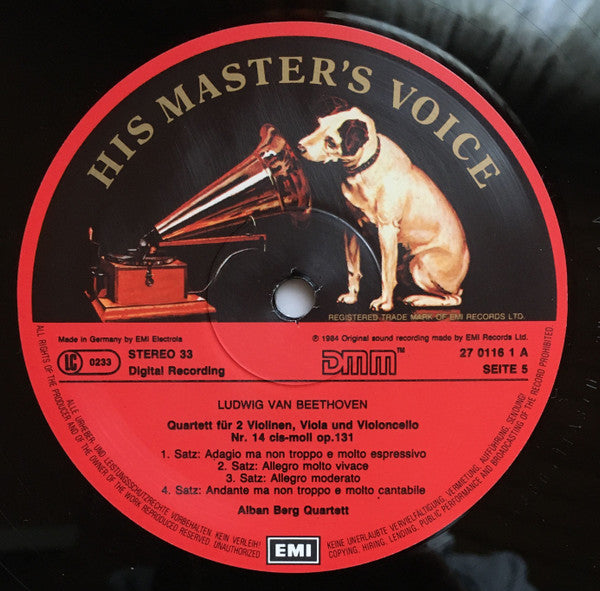 HIS MASTER'S VOICE
REGISTERED TRADE MARK OF EMI RECORDS LTD.
Made in Germany by EMI Electrola
℗ 1984 Original sound recording made by EMI Records Ltd.
LC 0233
STEREO 33
Digital Recording
DMM™
27 0116 1 A
SEITE 5
LUDWIG VAN BEETHOVEN
Quartett für 2 Violinen, Viola und Violoncello
Nr. 14 cis-moll op.131
1. Satz: Adagio ma non troppo e molto espressivo
2. Satz: Allegro molto vivace
3. Satz: Allegro moderato
4. Satz: Andante ma non troppo e molto cantabile
Alban Berg Quartett
EMI
ALLE URHEBER- UND LEISTUNGSSCHUTZRECHTE VORBEHALTEN. KEIN VERLEIH!
KEINE UNERLAUBTE VERVIELFÄLTIGUNG, VERMIETUNG, AUFFÜHRUNG, SENDUNG!
ALL RIGHTS OF THE PRODUCER AND OF THE OWNER OF THE WORK REPRODUCED RESERVED. UNAUTHORIZED
COPYING, HIRING, LENDING, PUBLIC PERFORMANCE AND BROADCASTING OF THE RECORD PROHIBITED.